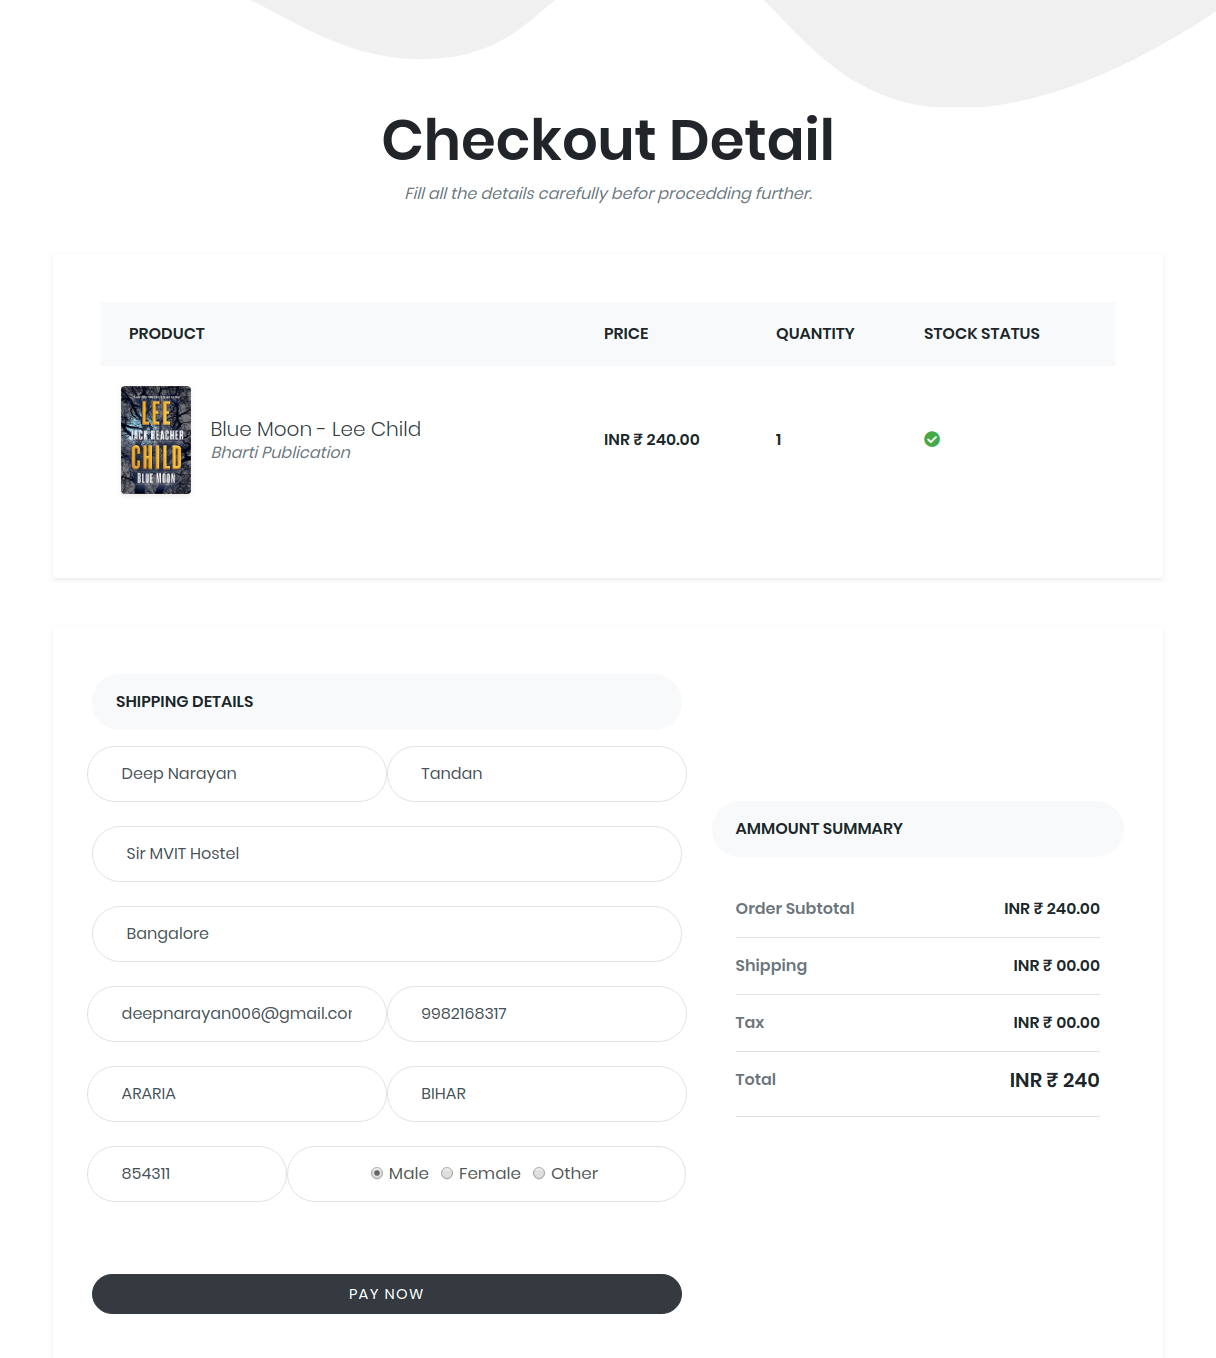 Checkout Detail
Fill all the details carefully befor procedding further.
PRODUCT PRICE QUANTITY STOCK STATUS
LEE
JACK REACHER
CHILD
BLUE MOON
Blue Moon - Lee Child
Bharti Publication
INR ₹ 240.00 1
SHIPPING DETAILS
Deep Narayan Tandan
Sir MVIT Hostel
Bangalore
deepnarayan006@gmail.cor 9982168317
ARARIA BIHAR
854311 Male Female Other
PAY NOW
AMMOUNT SUMMARY
Order Subtotal INR ₹ 240.00
Shipping INR ₹ 00.00
Tax INR ₹ 00.00
Total INR ₹ 240